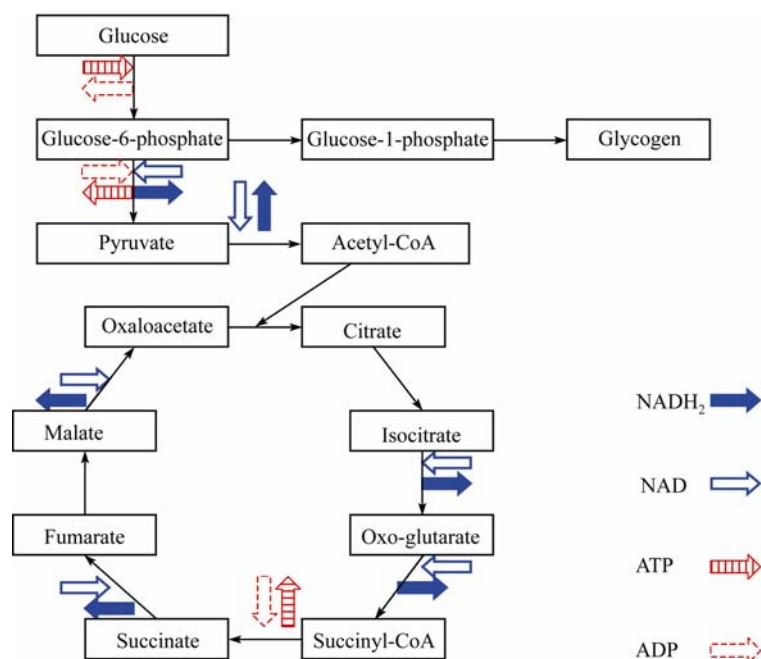 Glucose
Glucose-6-phosphate
Glucose-1-phosphate
Glycogen
Pyruvate
Acetyl-CoA
Oxaloacetate
Citrate
Malate
Isocitrate
Fumarate
Oxo-glutarate
Succinate
Succinyl-CoA
NADH₂
NAD
ATP
ADP